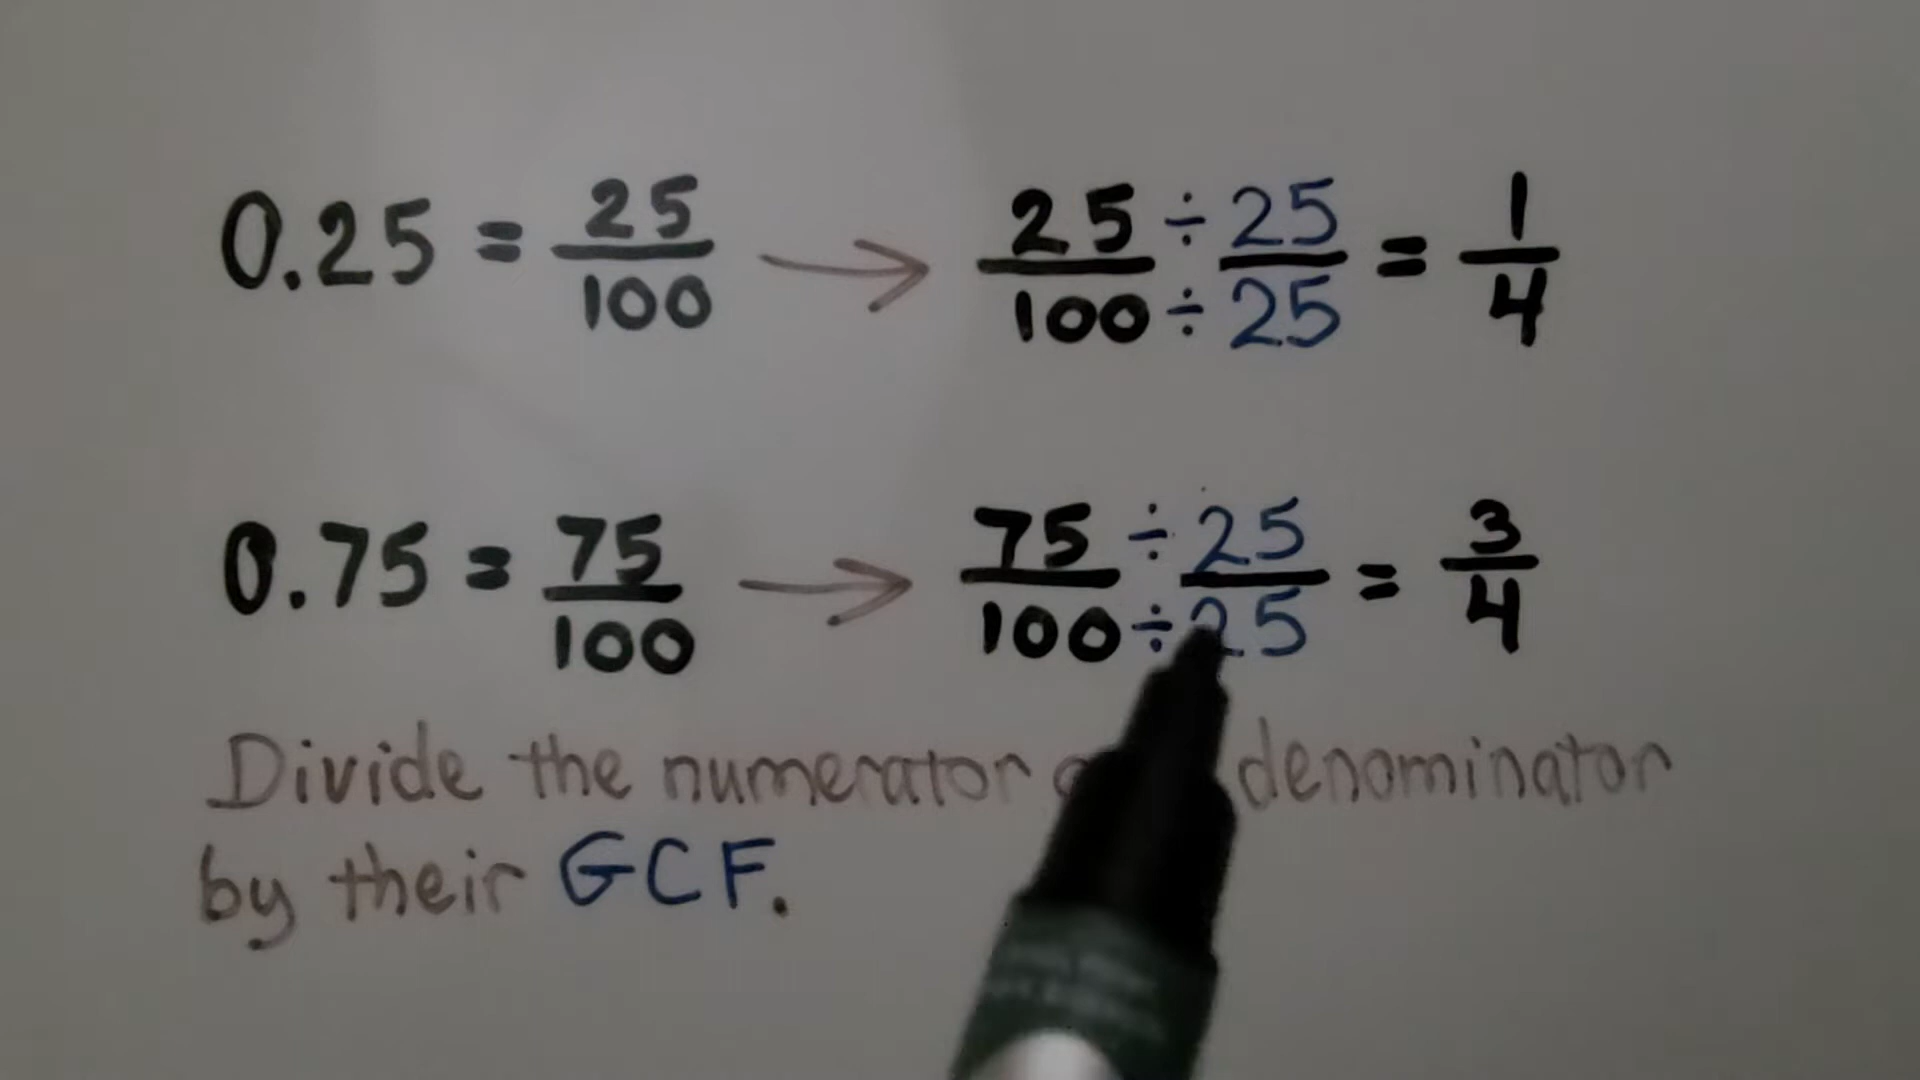 0.25 = 25/100 → 25/100 ÷ 25/÷ 25 = 1/4
0.75 = 75/100 → 75/100 ÷ 25/÷ 25 = 3/4
Divide the numerator denominator
by their GCF.